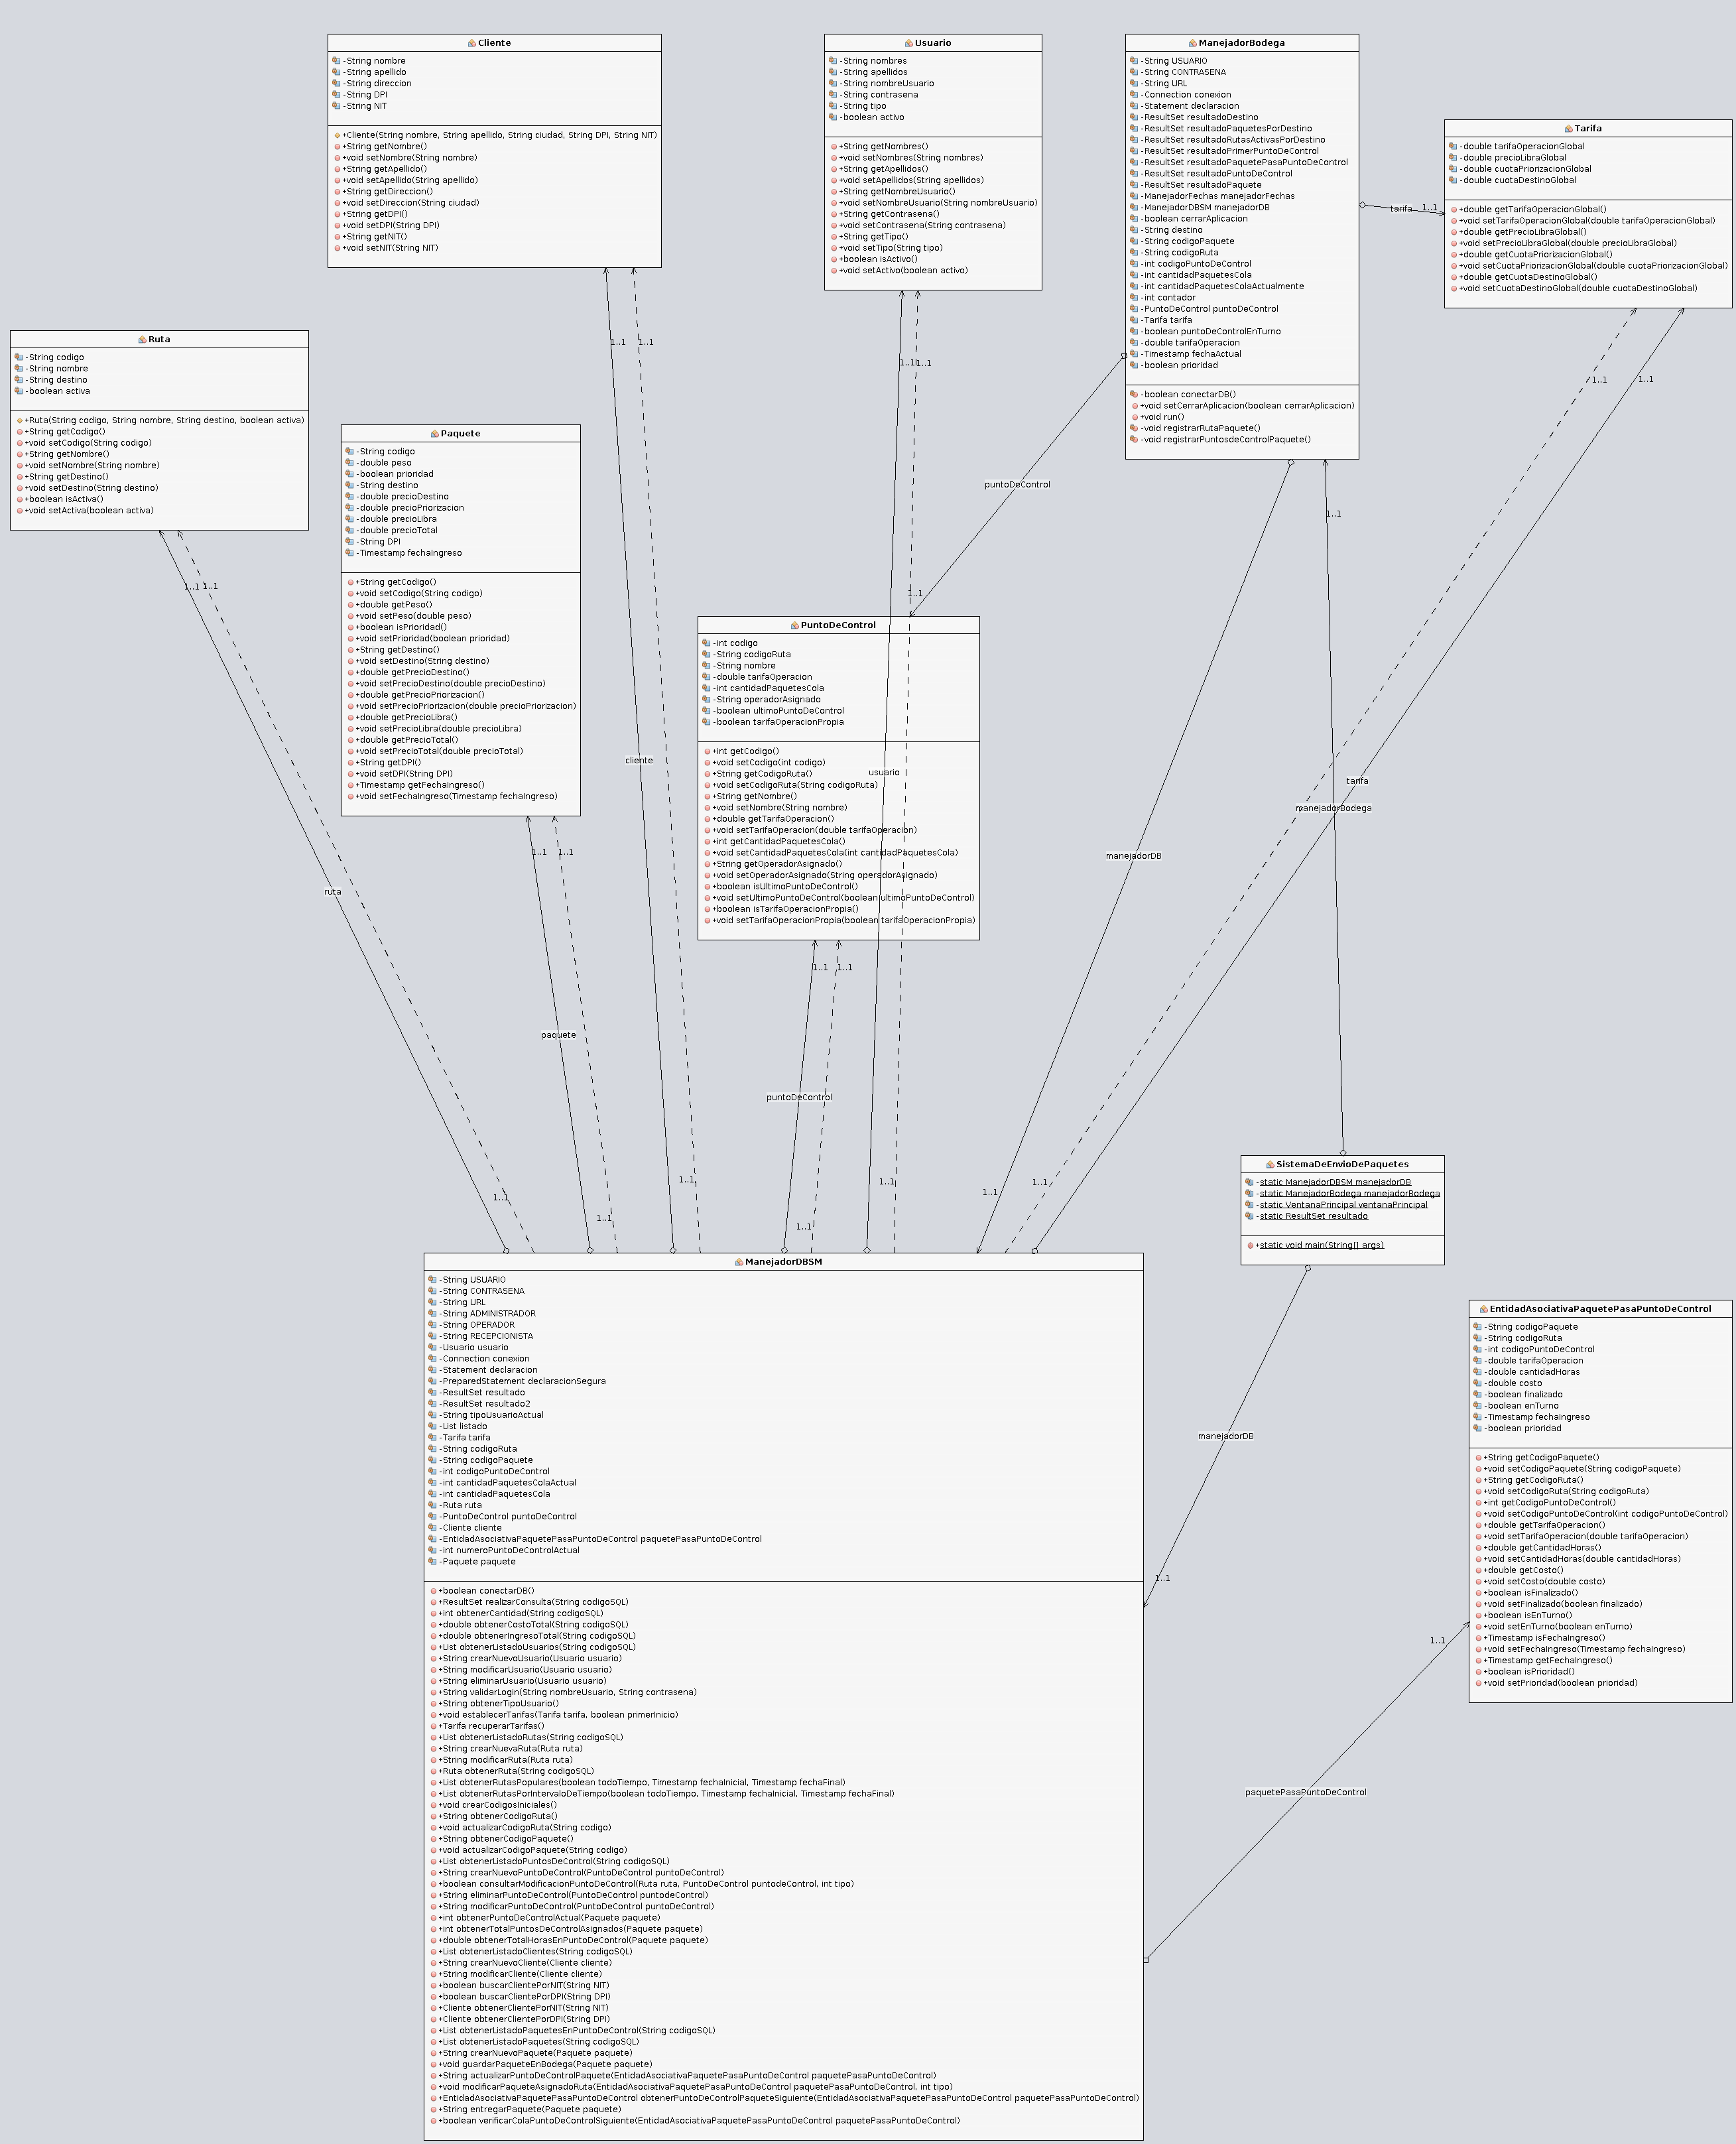 Cliente
-String nombre
-String apellido
-String direccion
-String DPI
-String NIT
+Cliente(String nombre, String apellido, String ciudad, String DPI, String NIT)
+String getNombre()
+void setNombre(String nombre)
+String getApellido()
+void setApellido(String apellido)
+String getDireccion()
+void setDireccion(String ciudad)
+String getDPI()
+void setDPI(String DPI)
+String getNIT()
+void setNIT(String NIT)
Usuario
-String nombres
-String apellidos
-String nombreUsuario
-String contrasena
-String tipo
-boolean activo
+String getNombres()
+void setNombres(String nombres)
+String getApellidos()
+void setApellidos(String apellidos)
+String getNombreUsuario()
+void setNombreUsuario(String nombreUsuario)
+String getContrasena()
+void setContrasena(String contrasena)
+String getTipo()
+void setTipo(String tipo)
+boolean isActivo()
+void setActivo(boolean activo)
ManejadorBodega
-String USUARIO
-String CONTRASENA
-String URL
-Connection conexion
-Statement declaracion
-ResultSet resultadoDestino
-ResultSet resultadoPaquetesPorDestino
-ResultSet resultadoRutasActivasPorDestino
-ResultSet resultadoPrimerPuntoDeControl
-ResultSet resultadoPaquetePasaPuntoDeControl
-ResultSet resultadoPuntoDeControl
-ResultSet resultadoPaquete
-ManejadorFechas manejadorFechas
-ManejadorDBSM manejadorDB
-boolean cerrarAplicacion
-String destino
-String codigoPaquete
-String codigoRuta
-int codigoPuntoDeControl
-int cantidadPaquetesCola
-int cantidadPaquetesColaActualmente
-int contador
-PuntoDeControl puntoDeControl
-Tarifa tarifa
-boolean puntoDeControlEnTurno
-double tarifaOperacion
-Timestamp fechaActual
-boolean prioridad
-boolean conectarDB()
+void setCerrarAplicacion(boolean cerrarAplicacion)
+void run()
-void registrarRutaPaquete()
-void registrarPuntosdeControlPaquete()
Tarifa
-double tarifaOperacionGlobal
-double precioLibraGlobal
-double cuotaPriorizacionGlobal
-double cuotaDestinoGlobal
+double getTarifaOperacionGlobal()
+void setTarifaOperacionGlobal(double tarifaOperacionGlobal)
+double getPrecioLibraGlobal()
+void setPrecioLibraGlobal(double precioLibraGlobal)
+double getCuotaPriorizacionGlobal()
+void setCuotaPriorizacionGlobal(double cuotaPriorizacionGlobal)
+double getCuotaDestinoGlobal()
+void setCuotaDestinoGlobal(double cuotaDestinoGlobal)
tarifa 1..1
Ruta
-String codigo
-String nombre
-String destino
-boolean activa
+Ruta(String codigo, String nombre, String destino, boolean activa)
+String getCodigo()
+void setCodigo(String codigo)
+String getNombre()
+void setNombre(String nombre)
+String getDestino()
+void setDestino(String destino)
+boolean isActiva()
+void setActiva(boolean activa)
1..1 1..1
1..1 1..1
1..1 1..1
Paquete
-String codigo
-double peso
-boolean prioridad
-String destino
-double precioDestino
-double precioPriorizacion
-double precioLibra
-double precioTotal
-String DPI
-Timestamp fechaIngreso
+String getCodigo()
+void setCodigo(String codigo)
+double getPeso()
+void setPeso(double peso)
+boolean isPrioridad()
+void setPrioridad(boolean prioridad)
+String getDestino()
+void setDestino(String destino)
+double getPrecioDestino()
+void setPrecioDestino(double precioDestino)
+double getPrecioPriorizacion()
+void setPrecioPriorizacion(double precioPriorizacion)
+double getPrecioLibra()
+void setPrecioLibra(double precioLibra)
+double getPrecioTotal()
+void setPrecioTotal(double precioTotal)
+String getDPI()
+void setDPI(String DPI)
+Timestamp getFechaIngreso()
+void setFechaIngreso(Timestamp fechaIngreso)
puntoDeControl
1..1
1..1
1..1 1..1
PuntoDeControl
-int codigo
-String codigoRuta
-String nombre
-double tarifaOperacion
-int cantidadPaquetesCola
-String operadorAsignado
-boolean ultimoPuntoDeControl
-boolean tarifaOperacionPropia
+int getCodigo()
+void setCodigo(int codigo)
+String getCodigoRuta()
+void setCodigoRuta(String codigoRuta)
+String getNombre()
+void setNombre(String nombre)
+double getTarifaOperacion()
+void setTarifaOperacion(double tarifaOperacion)
+int getCantidadPaquetesCola()
+void setCantidadPaquetesCola(int cantidadPaquetesCola)
+String getOperadorAsignado()
+void setOperadorAsignado(String operadorAsignado)
+boolean isUltimoPuntoDeControl()
+void setUltimoPuntoDeControl(boolean ultimoPuntoDeControl)
+boolean isTarifaOperacionPropia()
+void setTarifaOperacionPropia(boolean tarifaOperacionPropia)
cliente
usuario
tarifa
manejadorBodega
manejadorDB
1..1 1..1
ruta
1..1 1..1
paquete
puntoDeControl
1..1
1..1
1..1
1..1
1..1
1..1
1..1
SistemaDeEnvioDePaquetes
-static ManejadorDBSM manejadorDB
-static ManejadorBodega manejadorBodega
-static VentanaPrincipal ventanaPrincipal
-static ResultSet resultado
+static void main(String[] args)
ManejadorDBSM
-String USUARIO
-String CONTRASENA
-String URL
-String ADMINISTRADOR
-String OPERADOR
-String RECEPCIONISTA
-Usuario usuario
-Connection conexion
-Statement declaracion
-PreparedStatement declaracionSegura
-ResultSet resultado
-ResultSet resultado2
-String tipoUsuarioActual
-List listado
-Tarifa tarifa
-String codigoRuta
-String codigoPaquete
-int codigoPuntoDeControl
-int cantidadPaquetesColaActual
-int cantidadPaquetesCola
-Ruta ruta
-PuntoDeControl puntoDeControl
-Cliente cliente
-EntidadAsociativaPaquetePasaPuntoDeControl paquetePasaPuntoDeControl
-int numeroPuntoDeControlActual
-Paquete paquete
+boolean conectarDB()
+ResultSet realizarConsulta(String codigoSQL)
+int obtenerCantidad(String codigoSQL)
+double obtenerCostoTotal(String codigoSQL)
+double obtenerIngresoTotal(String codigoSQL)
+List obtenerListadoUsuarios(String codigoSQL)
+String crearNuevoUsuario(Usuario usuario)
+String modificarUsuario(Usuario usuario)
+String eliminarUsuario(Usuario usuario)
+String validarLogin(String nombreUsuario, String contrasena)
+String obtenerTipoUsuario()
+void establecerTarifas(Tarifa tarifa, boolean primerInicio)
+Tarifa recuperarTarifas()
+List obtenerListadoRutas(String codigoSQL)
+String crearNuevaRuta(Ruta ruta)
+String modificarRuta(Ruta ruta)
+Ruta obtenerRuta(String codigoSQL)
+List obtenerRutasPopulares(boolean todoTiempo, Timestamp fechaInicial, Timestamp fechaFinal)
+List obtenerRutasPorIntervaloDeTiempo(boolean todoTiempo, Timestamp fechaInicial, Timestamp fechaFinal)
+void crearCodigosIniciales()
+String obtenerCodigoRuta()
+void actualizarCodigoRuta(String codigo)
+String obtenerCodigoPaquete()
+void actualizarCodigoPaquete(String codigo)
+List obtenerListadoPuntosDeControl(String codigoSQL)
+String crearNuevoPuntoDeControl(PuntoDeControl puntoDeControl)
+boolean consultarModificacionPuntoDeControl(Ruta ruta, PuntoDeControl puntodeControl, int tipo)
+String eliminarPuntoDeControl(PuntoDeControl puntodeControl)
+String modificarPuntoDeControl(PuntoDeControl puntoDeControl)
+int obtenerPuntoDeControlActual(Paquete paquete)
+int obtenerTotalPuntosDeControlAsignados(Paquete paquete)
+double obtenerTotalHorasEnPuntoDeControl(Paquete paquete)
+List obtenerListadoClientes(String codigoSQL)
+String crearNuevoCliente(Cliente cliente)
+String modificarCliente(Cliente cliente)
+boolean buscarClientePorNIT(String NIT)
+boolean buscarClientePorDPI(String DPI)
+Cliente obtenerClientePorNIT(String NIT)
+Cliente obtenerClientePorDPI(String DPI)
+List obtenerListadoPaquetesEnPuntoDeControl(String codigoSQL)
+List obtenerListadoPaquetes(String codigoSQL)
+String crearNuevoPaquete(Paquete paquete)
+void guardarPaqueteEnBodega(Paquete paquete)
+String actualizarPuntoDeControlPaquete(EntidadAsociativaPaquetePasaPuntoDeControl paquetePasaPuntoDeControl)
+void modificarPaqueteAsignadoRuta(EntidadAsociativaPaquetePasaPuntoDeControl paquetePasaPuntoDeControl, int tipo)
+EntidadAsociativaPaquetePasaPuntoDeControl obtenerPuntoDeControlPaqueteSiguiente(EntidadAsociativaPaquetePasaPuntoDeControl paquetePasaPuntoDeControl)
+String entregarPaquete(Paquete paquete)
+boolean verificarColaPuntoDeControlSiguiente(EntidadAsociativaPaquetePasaPuntoDeControl paquetePasaPuntoDeControl)
manejadorDB
1..1
EntidadAsociativaPaquetePasaPuntoDeControl
-String codigoPaquete
-String codigoRuta
-int codigoPuntoDeControl
-double tarifaOperacion
-double cantidadHoras
-double costo
-boolean finalizado
-boolean enTurno
-Timestamp fechaIngreso
-boolean prioridad
+String getCodigoPaquete()
+void setCodigoPaquete(String codigoPaquete)
+String getCodigoRuta()
+void setCodigoRuta(String codigoRuta)
+int getCodigoPuntoDeControl()
+void setCodigoPuntoDeControl(int codigoPuntoDeControl)
+double getTarifaOperacion()
+void setTarifaOperacion(double tarifaOperacion)
+double getCantidadHoras()
+void setCantidadHoras(double cantidadHoras)
+double getCosto()
+void setCosto(double costo)
+boolean isFinalizado()
+void setFinalizado(boolean finalizado)
+boolean isEnTurno()
+void setEnTurno(boolean enTurno)
+Timestamp isFechaIngreso()
+void setFechaIngreso(Timestamp fechaIngreso)
+Timestamp getFechaIngreso()
+boolean isPrioridad()
+void setPrioridad(boolean prioridad)
1..1
paquetePasaPuntoDeControl